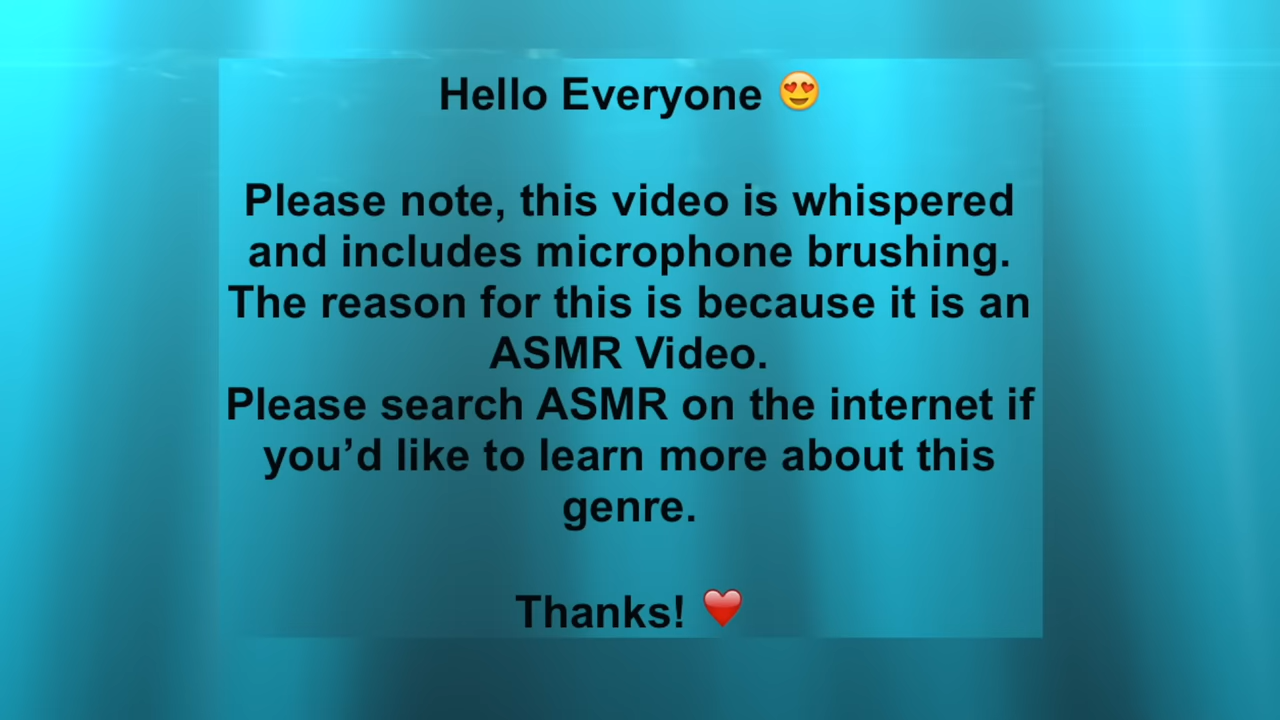 Hello Everyone 😍
Please note, this video is whispered
and includes microphone brushing.
The reason for this is because it is an
ASMR Video.
Please search ASMR on the internet if
you’d like to learn more about this
genre.
Thanks! ❤️